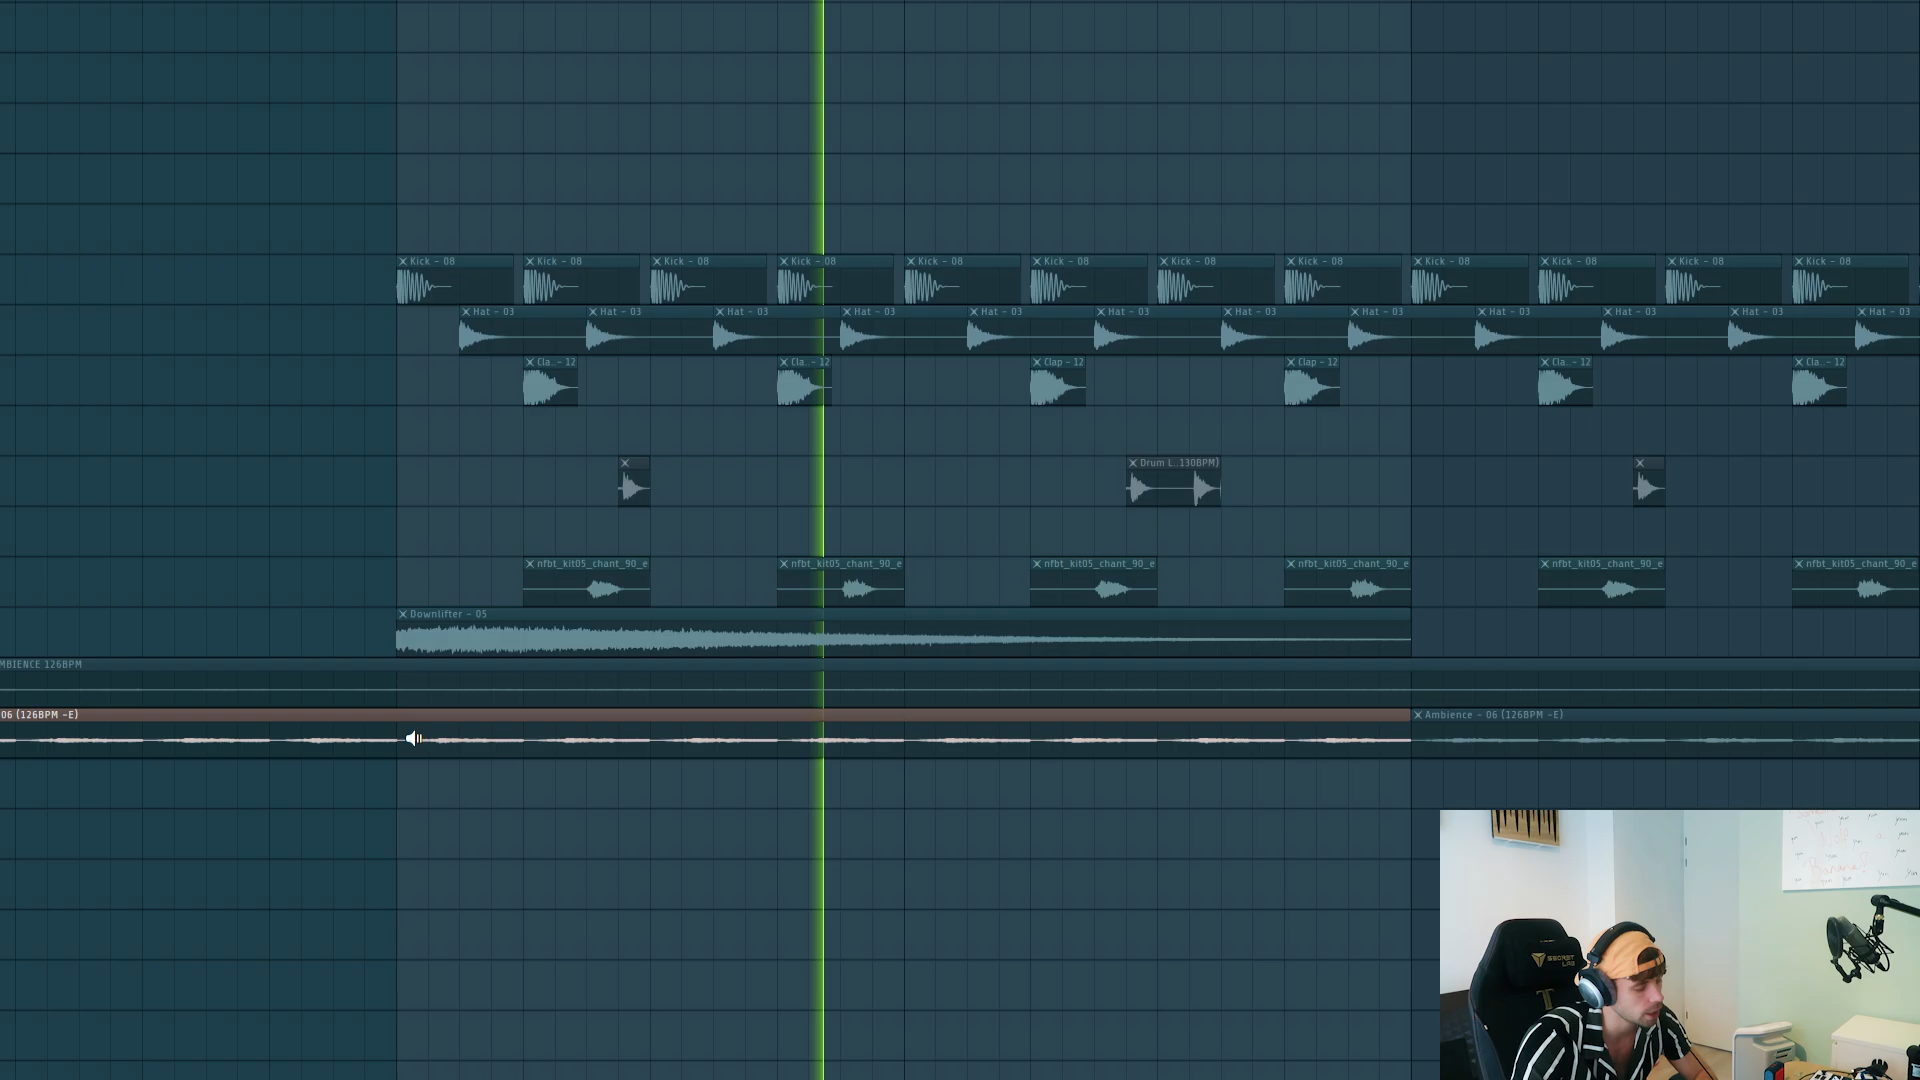 Kick - 08 Kick - 08 Kick - 08 Kick - 08 Kick - 08 Kick - 08 Kick - 08 Kick - 08 Kick - 08 Kick - 08 Kick - 08 Kick - 08
Hat - 03 Hat - 03 Hat - 03 Hat - 03 Hat - 03 Hat - 03 Hat - 03 Hat - 03 Hat - 03 Hat - 03 Hat - 03 Hat - 03
Cla..- 12 Cla..- 12 Clap - 12 Clap - 12 Cla..- 12 Cla..- 12
Drum L..130BPM)
nfbt_kit05_chant_90_e nfbt_kit05_chant_90_e nfbt_kit05_chant_90_e nfbt_kit05_chant_90_e nfbt_kit05_chant_90_e nfbt_kit05_chant_90_e
Downlifter - 05
MBIENCE 126BPM
06 (126BPM -E) Ambience - 06 (126BPM -E)
Banana?
SECRET
LAB